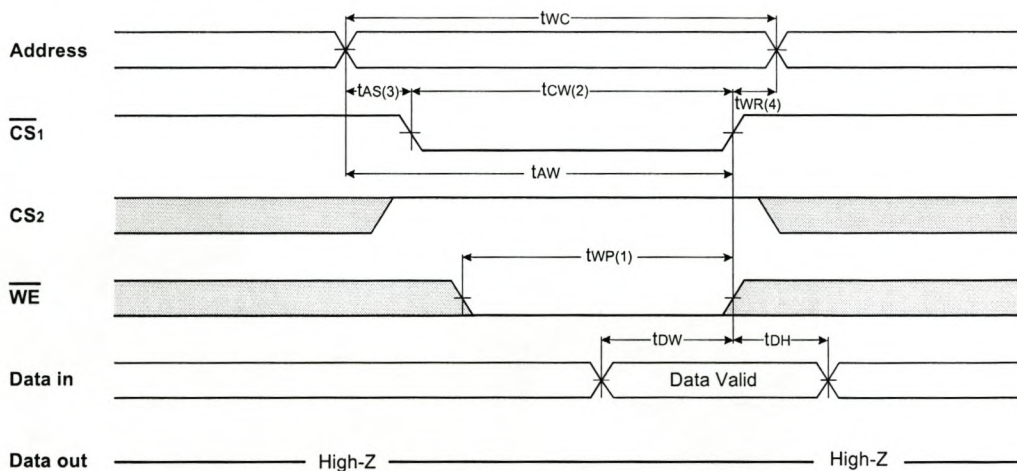 tWC
Address
tAS(3) tCW(2) tWR(4)
CS1
tAW
CS2
tWP(1)
WE
tDW tDH
Data in Data Valid
Data out High-Z High-Z